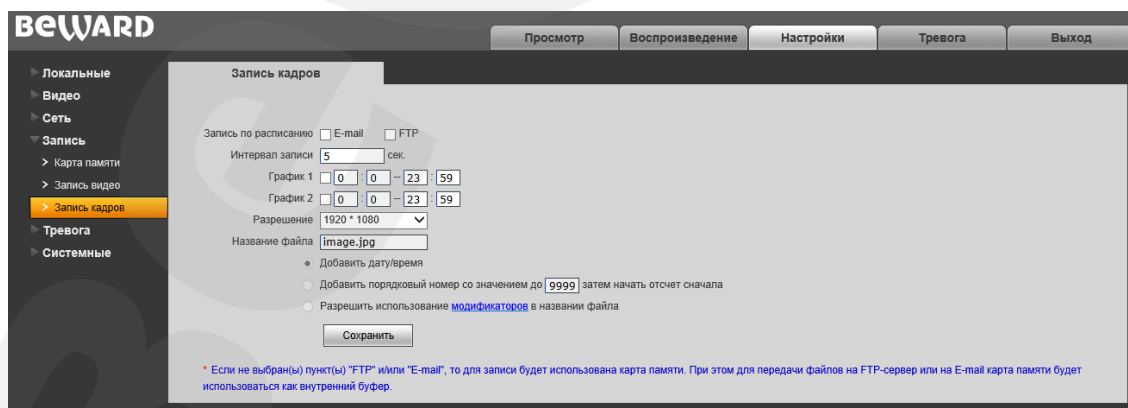 BEWARD
Просмотр Воспроизведение Настройки Тревога Выход
Локальные
Видео
Сеть
Запись
Карта памяти
Запись видео
Запись кадров
Тревога
Системные
Запись кадров
Запись по расписанию E-mail FTP
Интервал записи 5 сек.
График 1 0 : 0 -- 23 : 59
График 2 0 : 0 -- 23 : 59
Разрешение 1920 * 1080
Название файла image.jpg
Добавить дату/время
Добавить порядковый номер со значением до 9999 затем начать отсчет сначала
Разрешить использование модификаторов в названии файла
Сохранить
* Если не выбран(ы) пункт(ы) "FTP" и/или "E-mail", то для записи будет использована карта памяти. При этом для передачи файлов на FTP-сервер или на E-mail карта памяти будет
использоваться как внутренний буфер.